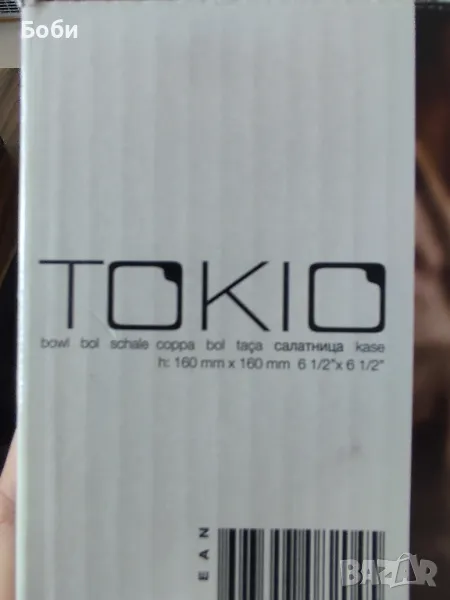 Боби
TOKIO
bowl bol schale coppa bol taça салатница kase
h: 160 mm x 160 mm 6 1/2"x 6 1/2"
EAN
BAZAR